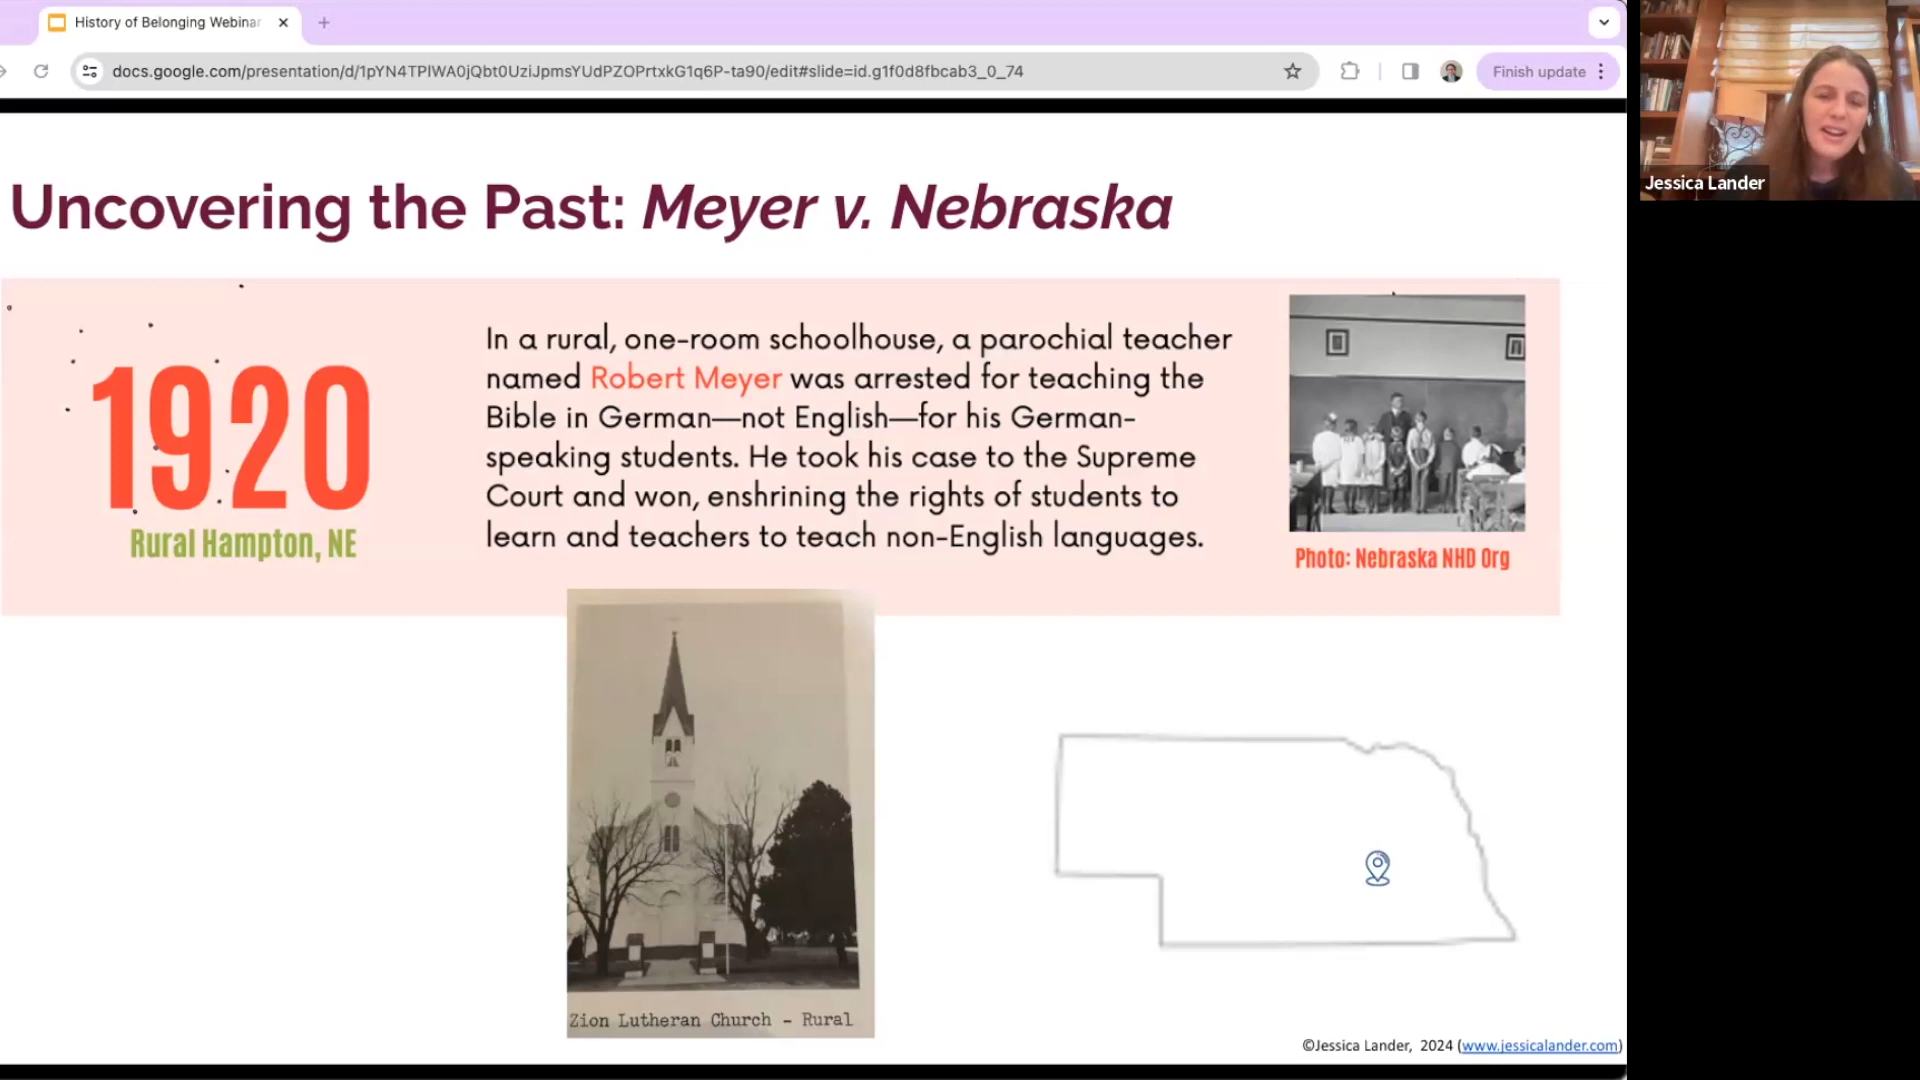 History of Belonging Webinar
docs.google.com/presentation/d/1pYN4TPlWA0jQbt0UziJpmsYUdPZOPrtxkG1q6P-ta90/edit#slide=id.g1f0d8fbcab3_0_74
Finish update
Jessica Lander
Uncovering the Past: Meyer v. Nebraska
1920
Rural Hampton, NE
In a rural, one-room schoolhouse, a parochial teacher
named Robert Meyer was arrested for teaching the
Bible in German—not English—for his German-
speaking students. He took his case to the Supreme
Court and won, enshrining the rights of students to
learn and teachers to teach non-English languages.
Photo: Nebraska NHD Org
Zion Lutheran Church - Rural
©Jessica Lander, 2024 (www.jessicalander.com)